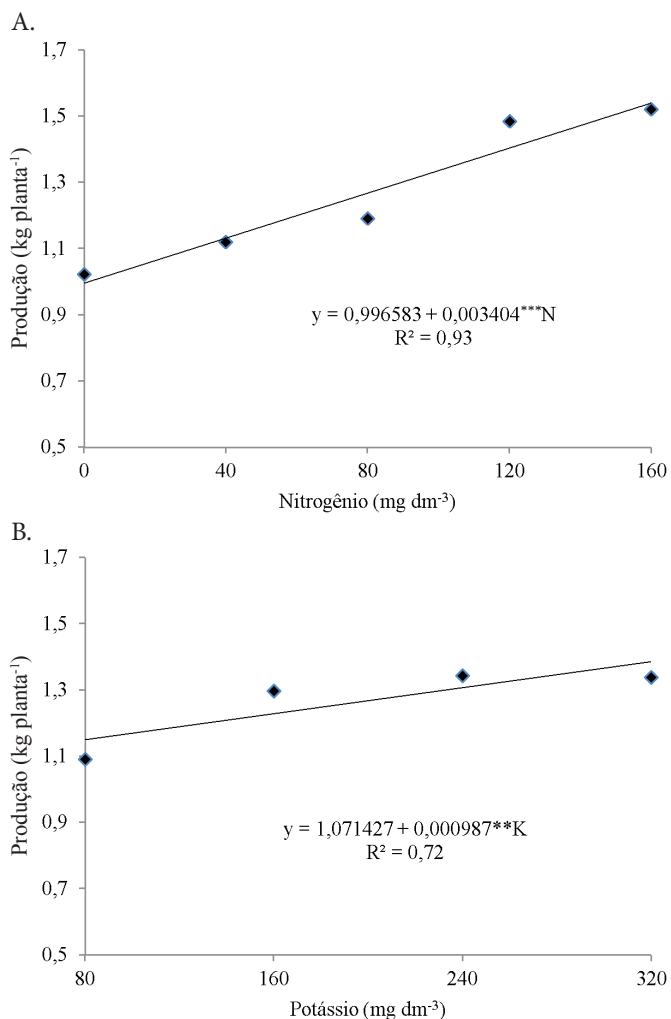 A.
1,7
1,5
1,3
1,1
0,9
0,7
0,5
Produção (kg planta⁻¹)
y = 0,996583 + 0,003404***N
R² = 0,93
0 40 80 120 160
Nitrogênio (mg dm⁻³)
B.
1,7
1,5
1,3
1,1
0,9
0,7
0,5
Produção (kg planta⁻¹)
y = 1,071427 + 0,000987**K
R² = 0,72
80 160 240 320
Potássio (mg dm⁻³)